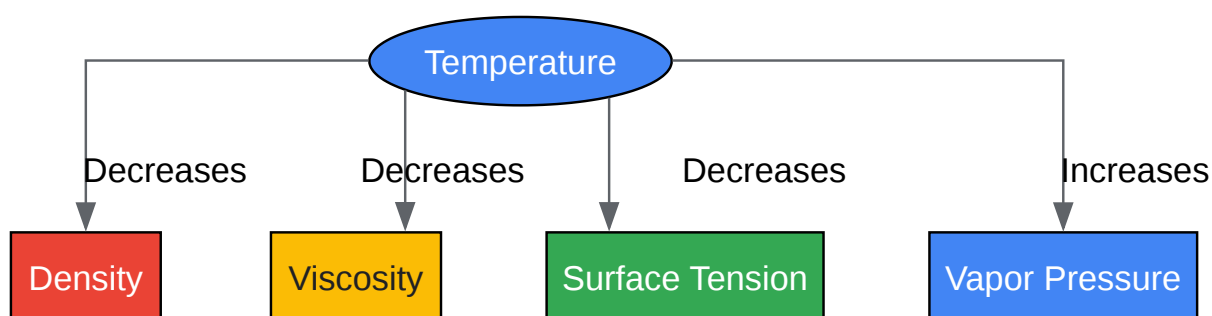 Temperature
Decreases
Decreases
Decreases
Increases
Density
Viscosity
Surface Tension
Vapor Pressure